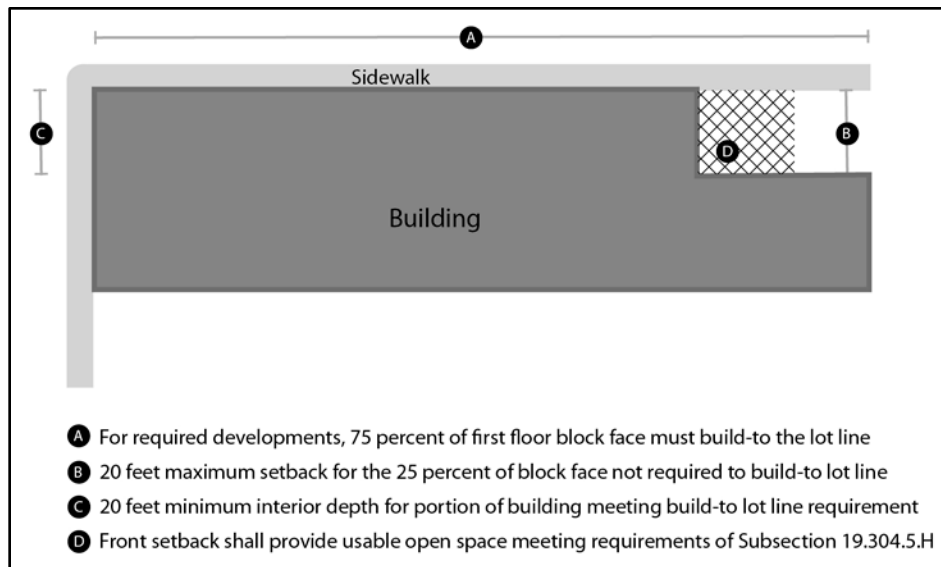 A
Sidewalk
C
B
D
Building
A For required developments, 75 percent of first floor block face must build-to the lot line
B 20 feet maximum setback for the 25 percent of block face not required to build-to lot line
C 20 feet minimum interior depth for portion of building meeting build-to lot line requirement
D Front setback shall provide usable open space meeting requirements of Subsection 19.304.5.H